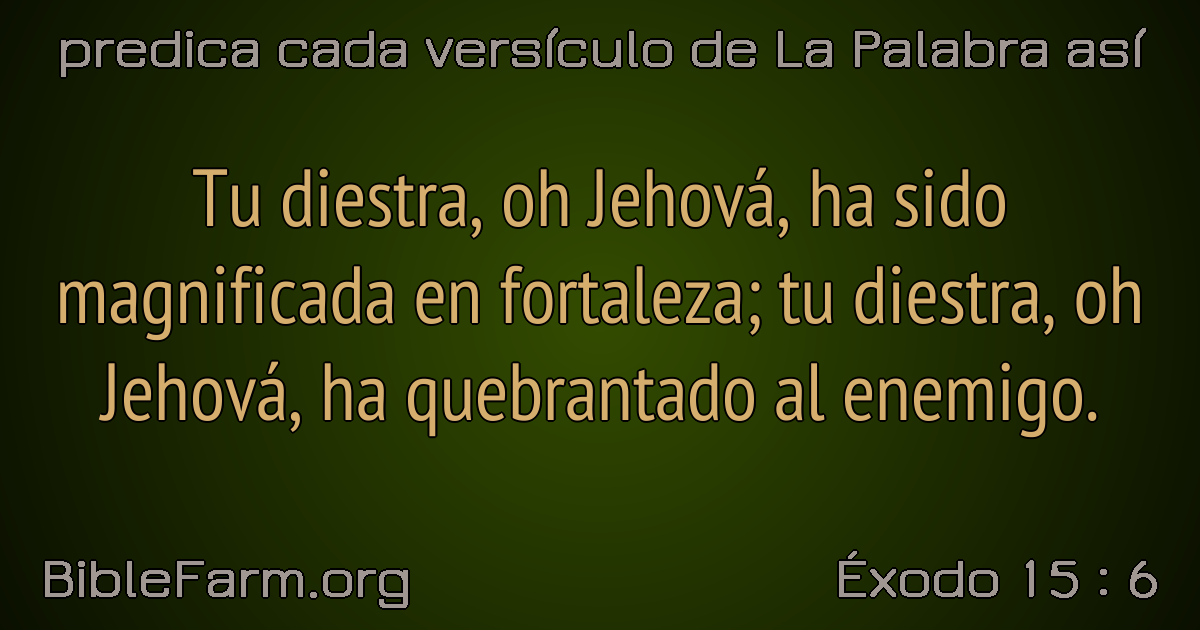 predica cada versículo de La Palabra así
Tu diestra, oh Jehová, ha sido
magnificada en fortaleza; tu diestra, oh
Jehová, ha quebrantado al enemigo.
BibleFarm.org
Éxodo 15 : 6